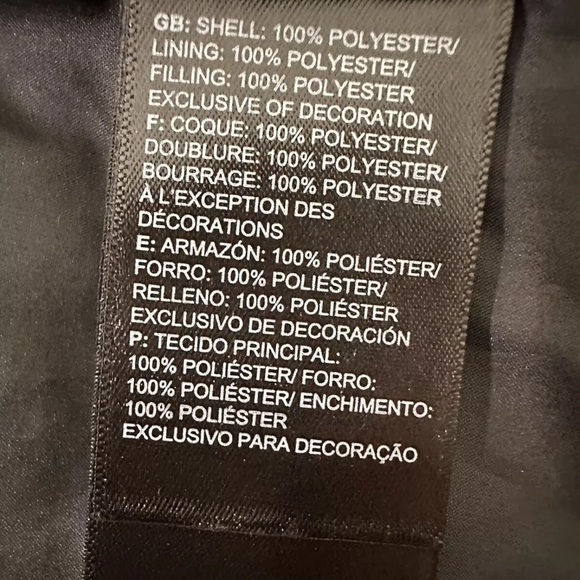 GB: SHELL: 100% POLYESTER/
LINING: 100% POLYESTER/
FILLING: 100% POLYESTER
EXCLUSIVE OF DECORATION
F: COQUE: 100% POLYESTER/
DOUBLURE: 100% POLYESTER/
BOURRAGE: 100% POLYESTER
À L'EXCEPTION DES
DÉCORATIONS
E: ARMAZÓN: 100% POLIÉSTER/
FORRO: 100% POLIÉSTER/
RELLENO: 100% POLIÉSTER
EXCLUSIVO DE DECORACIÓN
P: TECIDO PRINCIPAL:
100% POLIÉSTER/ FORRO:
100% POLIÉSTER/ ENCHIMENTO:
100% POLIÉSTER
EXCLUSIVO PARA DECORAÇAO